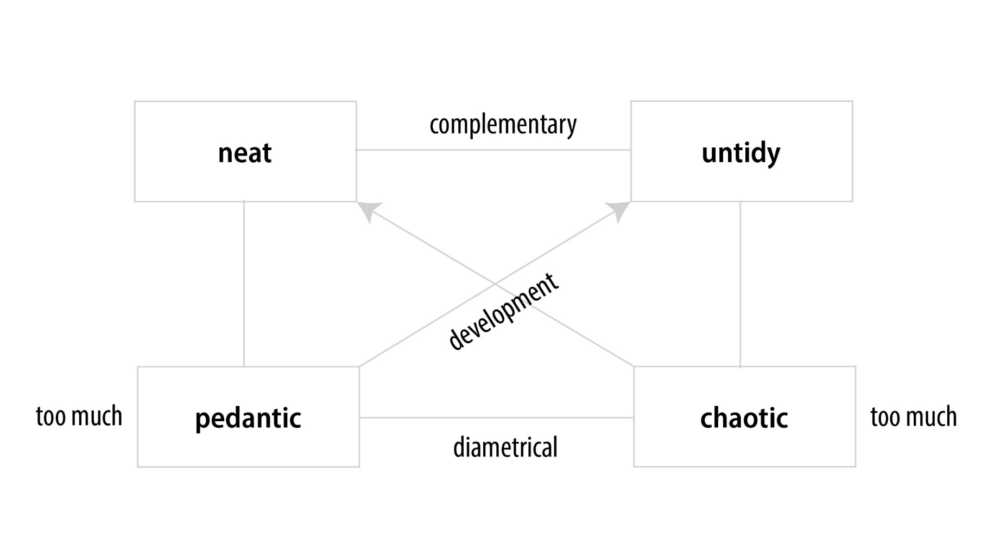 complementary
neat
untidy
development
too much
pedantic
chaotic
too much
diametrical